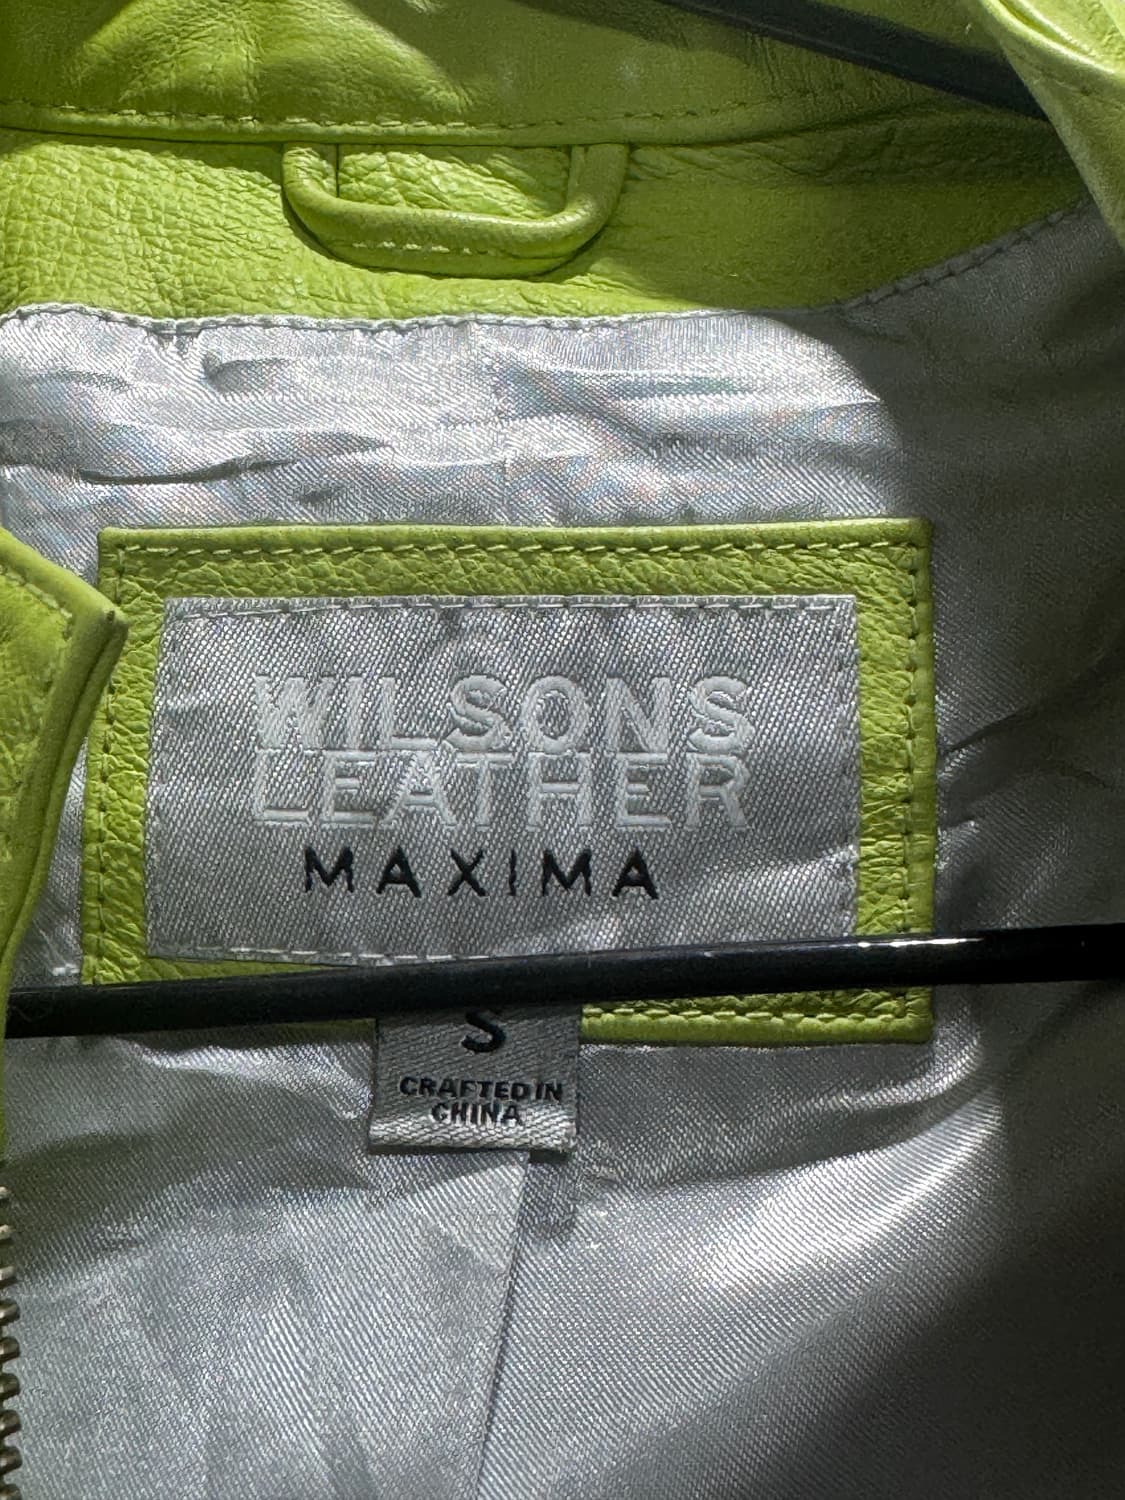 WILSONS
LEATHER
MAXIMA
S
CRAFTED IN
CHINA